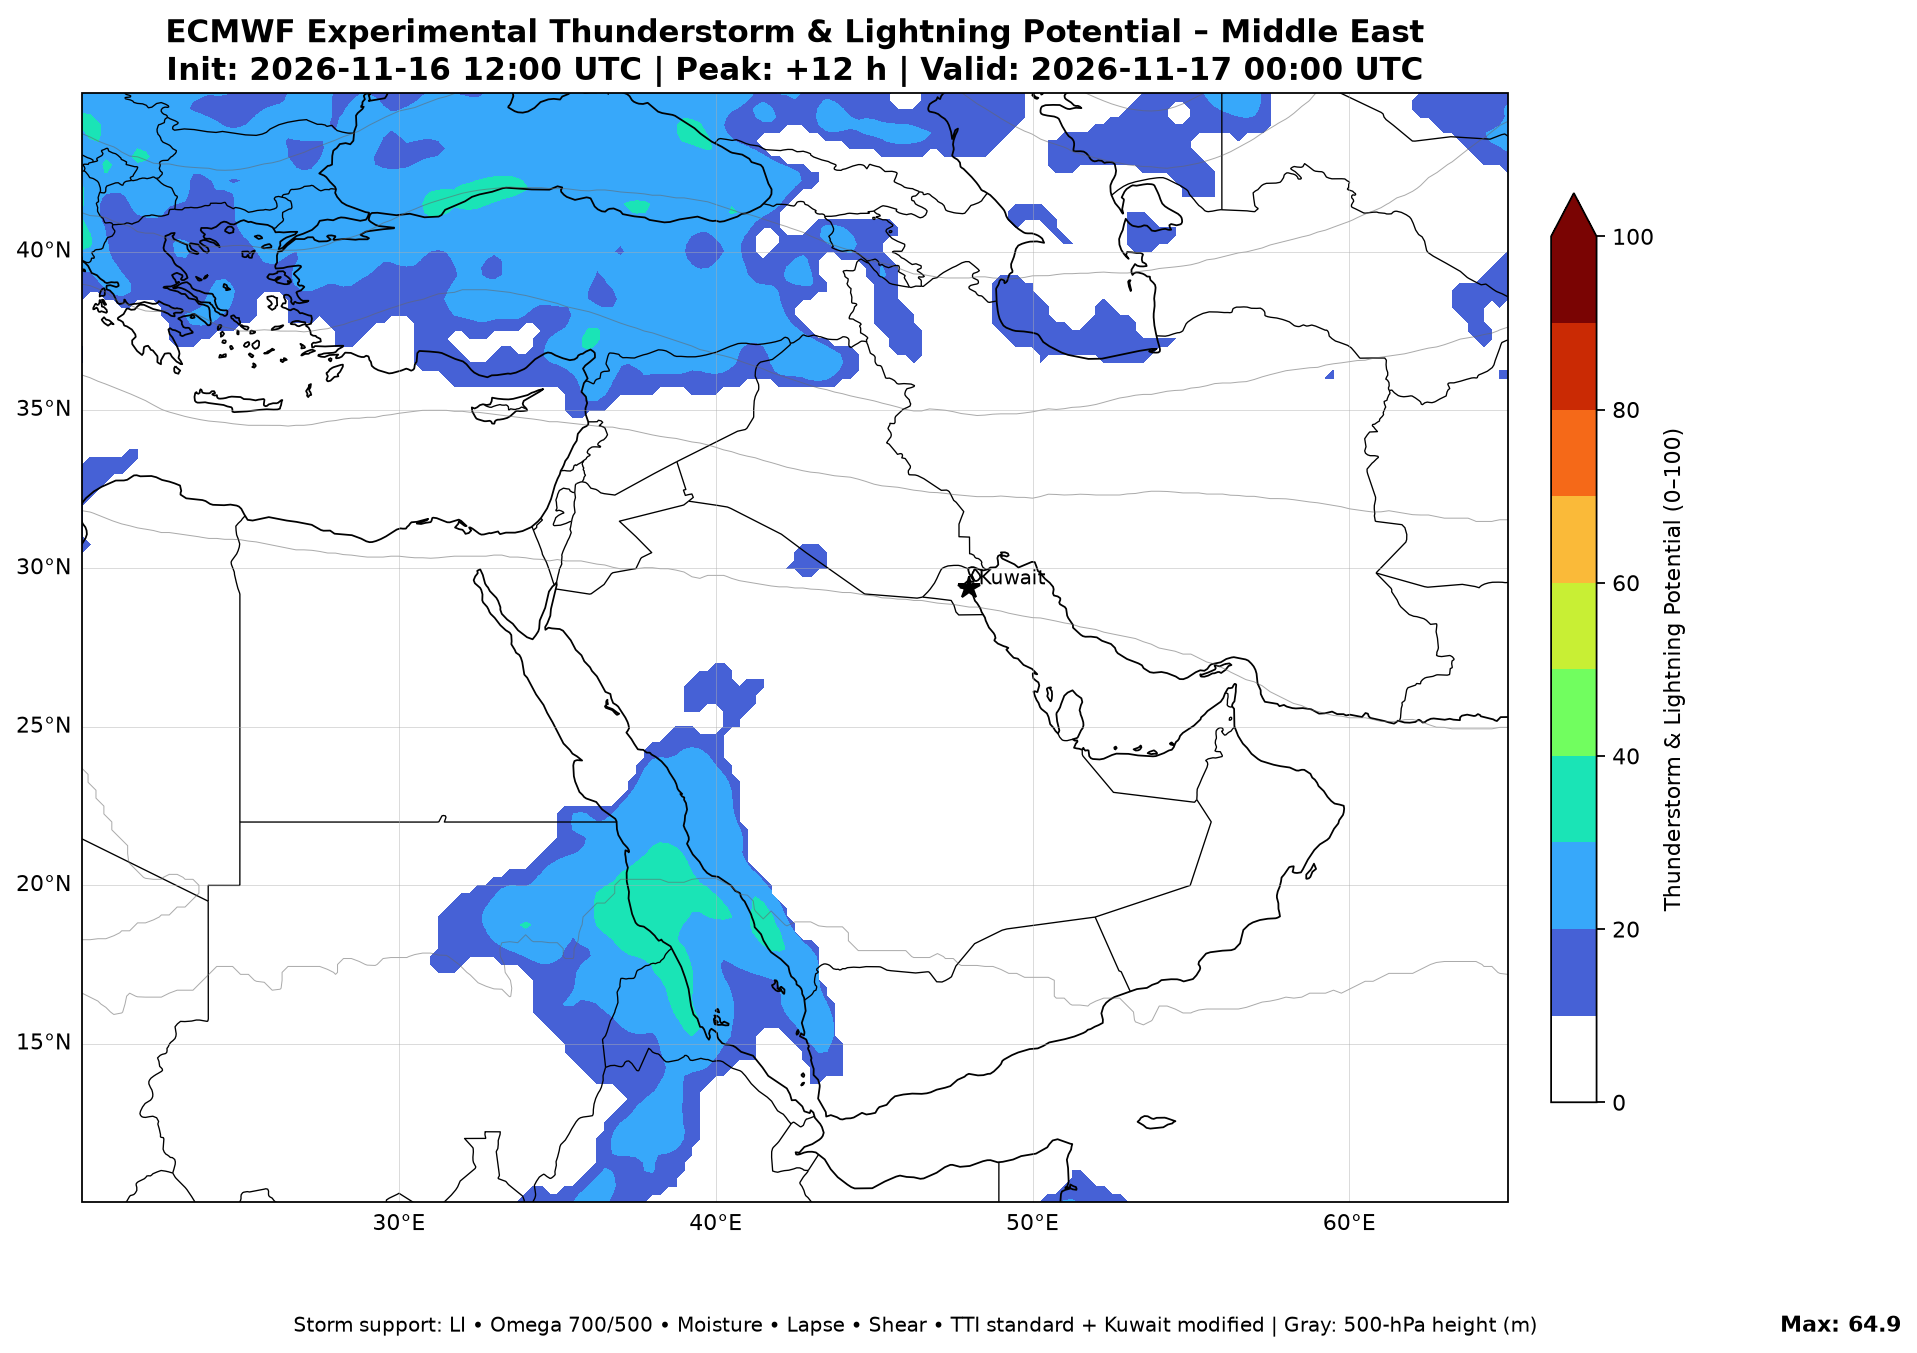 ECMWF Experimental Thunderstorm & Lightning Potential – Middle East
Init: 2026-11-16 12:00 UTC | Peak: +12 h | Valid: 2026-11-17 00:00 UTC
40°N
35°N
30°N
25°N
20°N
15°N
30°E
40°E
50°E
60°E
Kuwait
100
80
60
40
20
0
Thunderstorm & Lightning Potential (0–100)
Storm support: LI • Omega 700/500 • Moisture • Lapse • Shear • TTI standard + Kuwait modified | Gray: 500-hPa height (m)
Max: 64.9